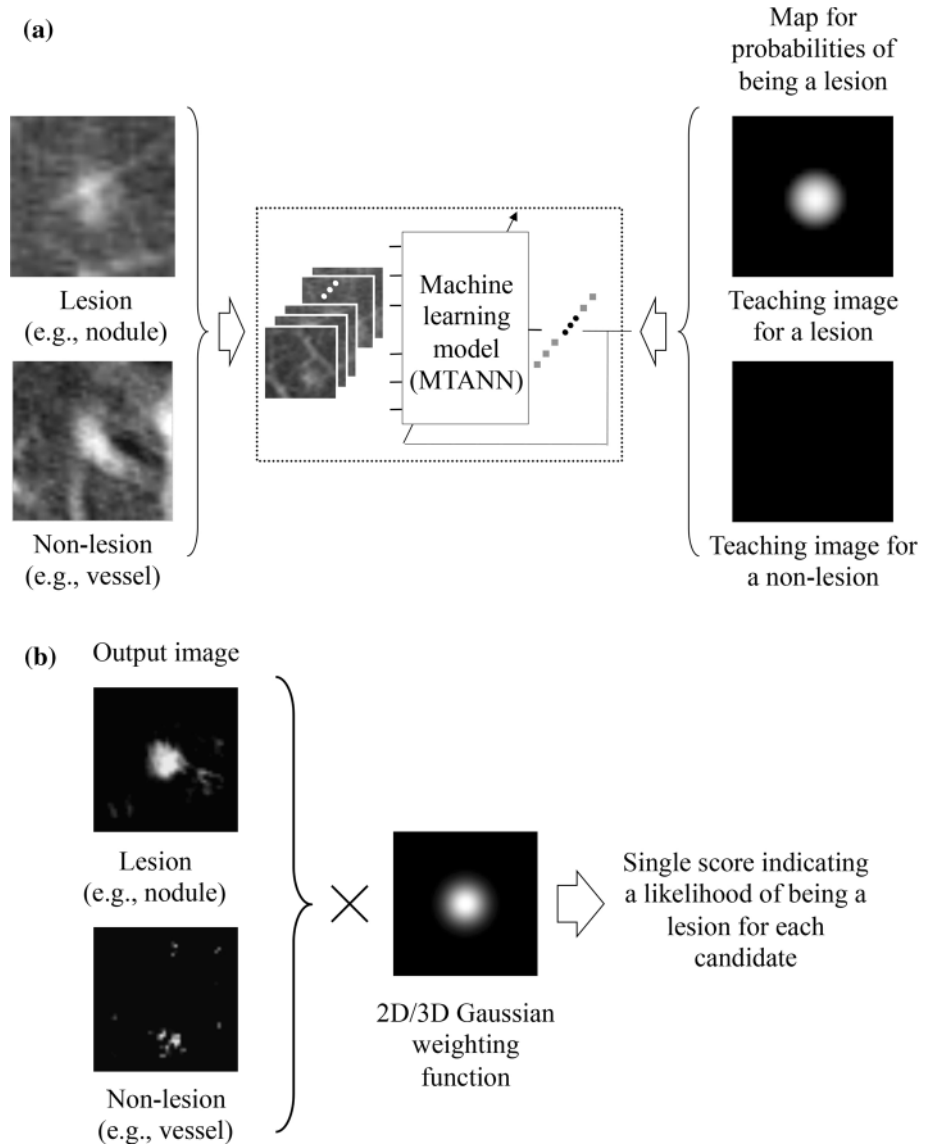 (a)
Map for
probabilities of
being a lesion
Lesion
(e.g., nodule)
Non-lesion
(e.g., vessel)
Machine
learning
model
(MTANN)
Teaching image
for a lesion
Teaching image for
a non-lesion
(b)
Output image
Lesion
(e.g., nodule)
Non-lesion
(e.g., vessel)
2D/3D Gaussian
weighting
function
Single score indicating
a likelihood of being a
lesion for each
candidate